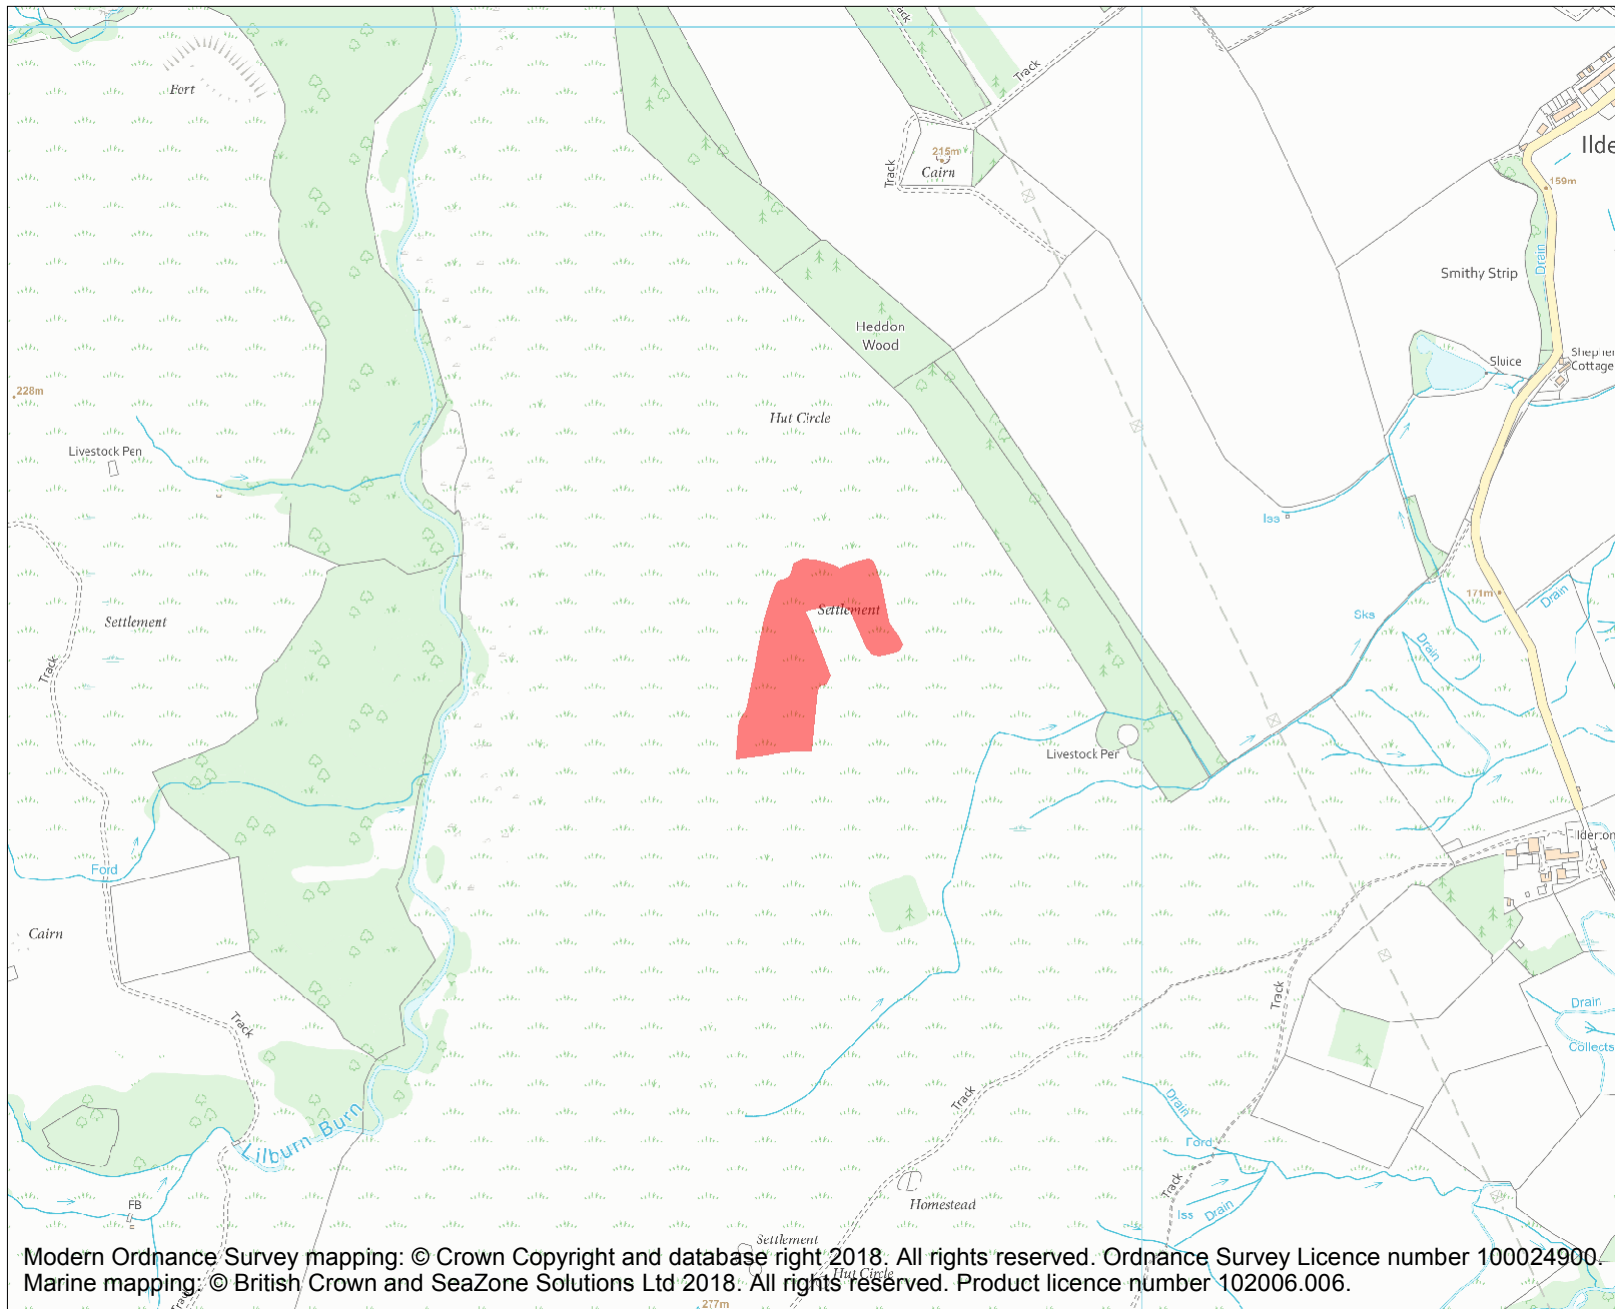 Track
Fort
Track
Ilde
215m
Cairn
Track
159m
Drain
Smithy Strip
Heddon
Wood
Sluice
Cottage
228m
Hut Circle
Livestock Pen
Iss
171m
Drain
Settlement
Settlement
Sks
Drain
Track
Livestock Pen
Ford
Cairn
Track
Track
Drain
Collects
Track
Drain
Lilburn Burn
Ford
Track
FB
Homestead
Iss
Drain
Settlement
Modern Ordnance Survey mapping: © Crown Copyright and database right 2018. All rights reserved. Ordnance Survey Licence number 100024900.
Hut Circle
Marine mapping: © British Crown and SeaZone Solutions Ltd 2018. All rights reserved. Product licence number 102006.006.
Track
277m